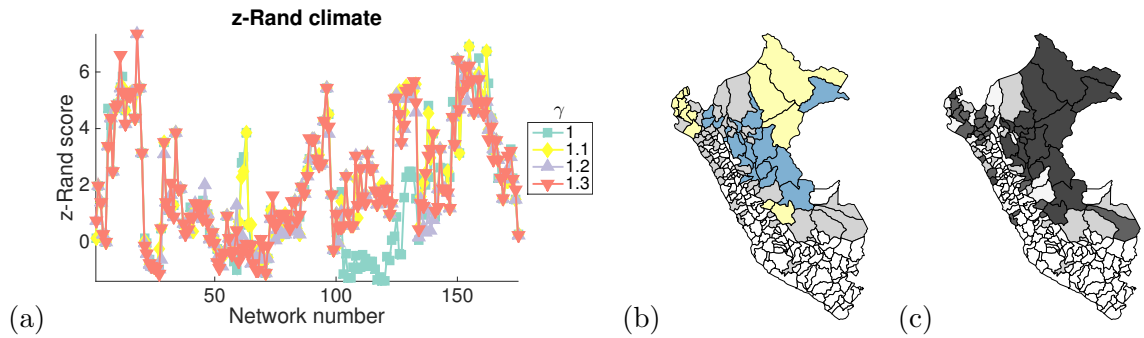 z-Rand climate
z-Rand score
6
4
2
0
50
100
150
Network number
γ
1
1.1
1.2
1.3
(a)
(b)
(c)